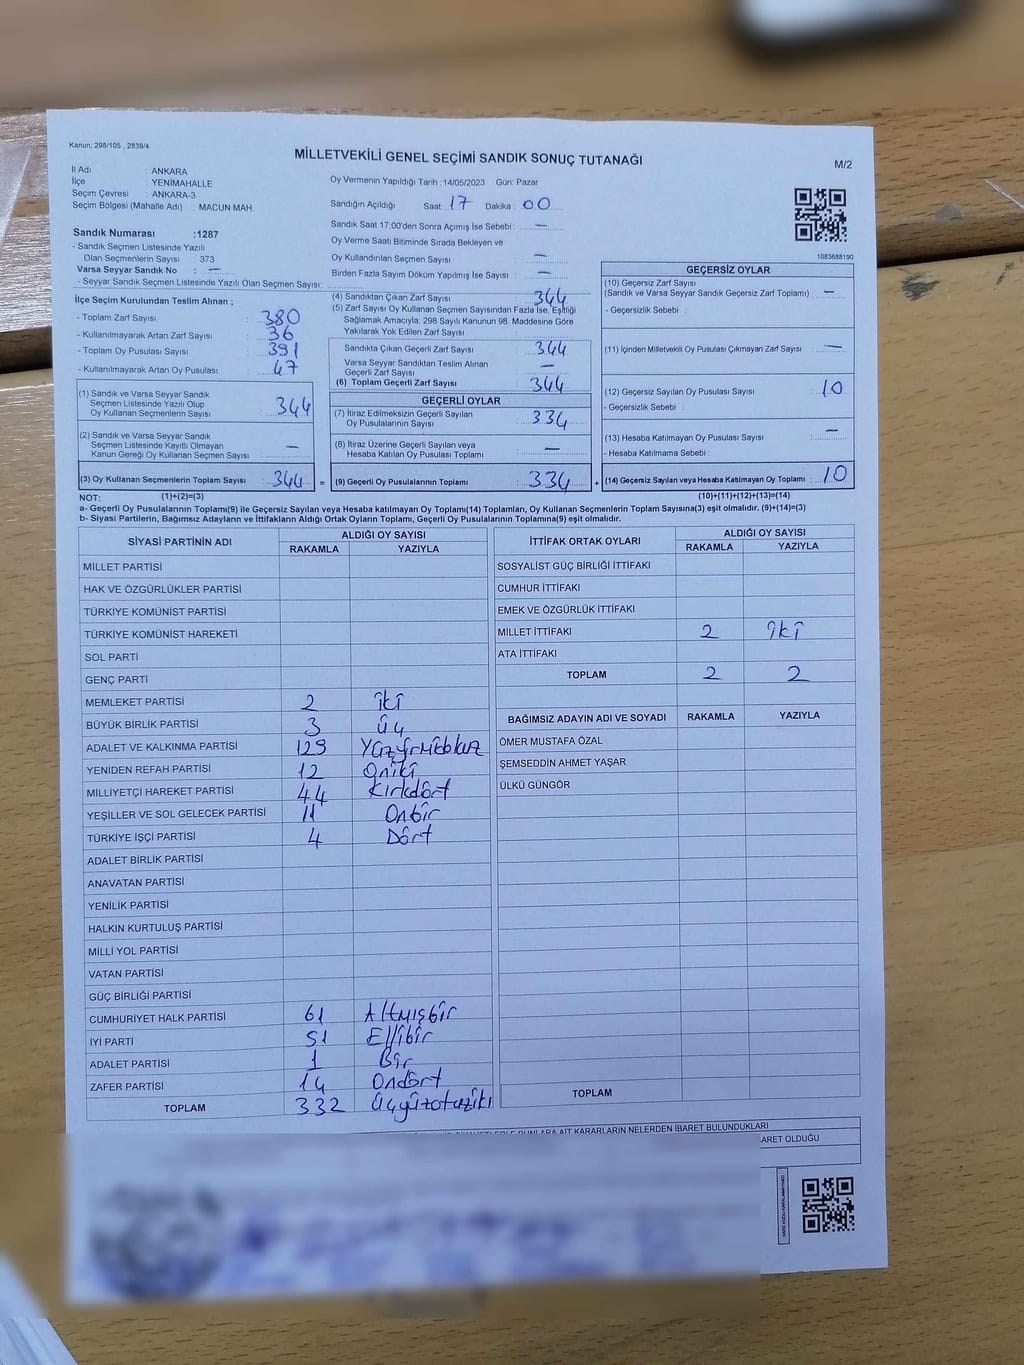 Kanun: 298/105 , 2839/4
MİLLETVEKİLİ GENEL SEÇİMİ SANDIK SONUÇ TUTANAĞI
M/2
İl Adı : ANKARA
İlçe : YENİMAHALLE
Seçim Çevresi : ANKARA-3
Seçim Bölgesi (Mahalle Adı) : MACUN MAH.
Oy Vermenin Yapıldığı Tarih : 14/05/2023 Gün: Pazar
Sandığın Açıldığı Saat : 17 Dakika : 00
Sandık Saat 17:00'den Sonra Açımış İse Sebebi : —
Oy Verme Saati Bitiminde Sırada Bekleyen ve
Oy Kullandırılan Seçmen Sayısı : —
Birden Fazla Sayım Döküm Yapılmış İse Sayısı : —
1083688190
Sandık Numarası :1287
- Sandık Seçmen Listesinde Yazılı
Olan Seçmenlerin Sayısı : 373
Varsa Seyyar Sandık No : —
- Seyyar Sandık Seçmen Listesinde Yazılı Olan Seçmen Sayısı:
İlçe Seçim Kurulundan Teslim Alınan ;
- Toplam Zarf Sayısı : 380
- Kullanılmayarak Artan Zarf Sayısı : 36
- Toplam Oy Pusulası Sayısı : 391
- Kullanılmayarak Artan Oy Pusulası : 47
(1) Sandık ve Varsa Seyyar Sandık
Seçmen Listesinde Yazılı Olup
Oy Kullanan Seçmenlerin Sayısı : 344
(2) Sandık ve Varsa Seyyar Sandık
Seçmen Listesinde Kayıtlı Olmayan
Kanun Gereği Oy Kullanan Seçmen Sayısı : —
(3) Oy Kullanan Seçmenlerin Toplam Sayısı : 344 =
(4) Sandıktan Çıkan Zarf Sayısı : 344
(5) Zarf Sayısı Oy Kullanan Seçmen Sayısından Fazla İse, Eşitliği
Sağlamak Amacıyla, 298 Sayılı Kanunun 98. Maddesine Göre
Yakılarak Yok Edilen Zarf Sayısı :
Sandıkta Çıkan Geçerli Zarf Sayısı : 344
Varsa Seyyar Sandıktan Teslim Alınan
Geçerli Zarf Sayısı : —
(6) Toplam Geçerli Zarf Sayısı : 344
GEÇERLİ OYLAR
(7) İtiraz Edilmeksizin Geçerli Sayılan
Oy Pusulalarının Sayısı : 334
(8) İtiraz Üzerine Geçerli Sayılan veya
Hesaba Katılan Oy Pusulası Toplamı : —
(9) Geçerli Oy Pusulalarının Toplamı : 334 +
GEÇERSİZ OYLAR
(10) Geçersiz Zarf Sayısı
(Sandık ve Varsa Seyyar Sandık Geçersiz Zarf Toplamı) : —
- Geçersizlik Sebebi :
(11) İçinden Milletvekili Oy Pusulası Çıkmayan Zarf Sayısı : —
(12) Geçersiz Sayılan Oy Pusulası Sayısı : 10
- Geçersizlik Sebebi :
(13) Hesaba Katılmayan Oy Pusulası Sayısı : —
- Hesaba Katılmama Sebebi :
(14) Geçersiz Sayılan veya Hesaba Katılmayan Oy Toplamı : 10
NOT: (1)+(2)=(3) (10)+(11)+(12)+(13)=(14)
a- Geçerli Oy Pusulalarının Toplamı(9) ile Geçersiz Sayılan veya Hesaba Katılmayan Oy Pusulası Toplamı(14) Toplamları, Oy Kullanan Seçmenlerin Toplam Sayısına(3) eşit olmalıdır. (9)+(14)=(3)
b- Siyasi Partilerin, Bağımsız Adayların ve İttifakların Aldığı Ortak Oyların Toplamı, Geçerli Oy Pusulalarının Toplamına(9) eşit olmalıdır.
SİYASİ PARTİNİN ADI ALDIĞI OY SAYISI
RAKAMLA YAZIYLA
MİLLET PARTİSİ
HAK VE ÖZGÜRLÜKLER PARTİSİ
TÜRKİYE KOMÜNİST PARTİSİ
TÜRKİYE KOMÜNİST HAREKETİ
SOL PARTİ
GENÇ PARTİ
MEMLEKET PARTİSİ 2 iki
BÜYÜK BİRLİK PARTİSİ 3 üç
ADALET VE KALKINMA PARTİSİ 129 Yüzyirmidokuz
YENİDEN REFAH PARTİSİ 12 Oniki
MİLLİYETÇİ HAREKET PARTİSİ 44 Kırkdört
YEŞİLLER VE SOL GELECEK PARTİSİ 11 Onbir
TÜRKİYE İŞÇİ PARTİSİ 4 Dört
ADALET BİRLİK PARTİSİ
ANAVATAN PARTİSİ
YENİLİK PARTİSİ
HALKIN KURTULUŞ PARTİSİ
MİLLİ YOL PARTİSİ
VATAN PARTİSİ
GÜÇ BİRLİĞİ PARTİSİ
CUMHURİYET HALK PARTİSİ 61 Altmışbir
İYİ PARTİ 51 Ellibir
ADALET PARTİSİ 1 Bir
ZAFER PARTİSİ 14 Ondört
TOPLAM 332 üçyüzotuziki
İTTİFAK ORTAK OYLARI ALDIĞI OY SAYISI
RAKAMLA YAZIYLA
SOSYALİST GÜÇ BİRLİĞİ İTTİFAKI
CUMHUR İTTİFAKI
EMEK VE ÖZGÜRLÜK İTTİFAKI
MİLLET İTTİFAKI 2 iki
ATA İTTİFAKI
TOPLAM 2 2
BAĞIMSIZ ADAYIN ADI VE SOYADI RAKAMLA YAZIYLA
ÖMER MUSTAFA ÖZAL
ŞEMSEDDİN AHMET YAŞAR
ÜLKÜ GÜNGÖR
TOPLAM
BUNLARA AİT KARARLARIN NELERDEN İBARET BULUNDUKLARI
BARET OLDUĞU